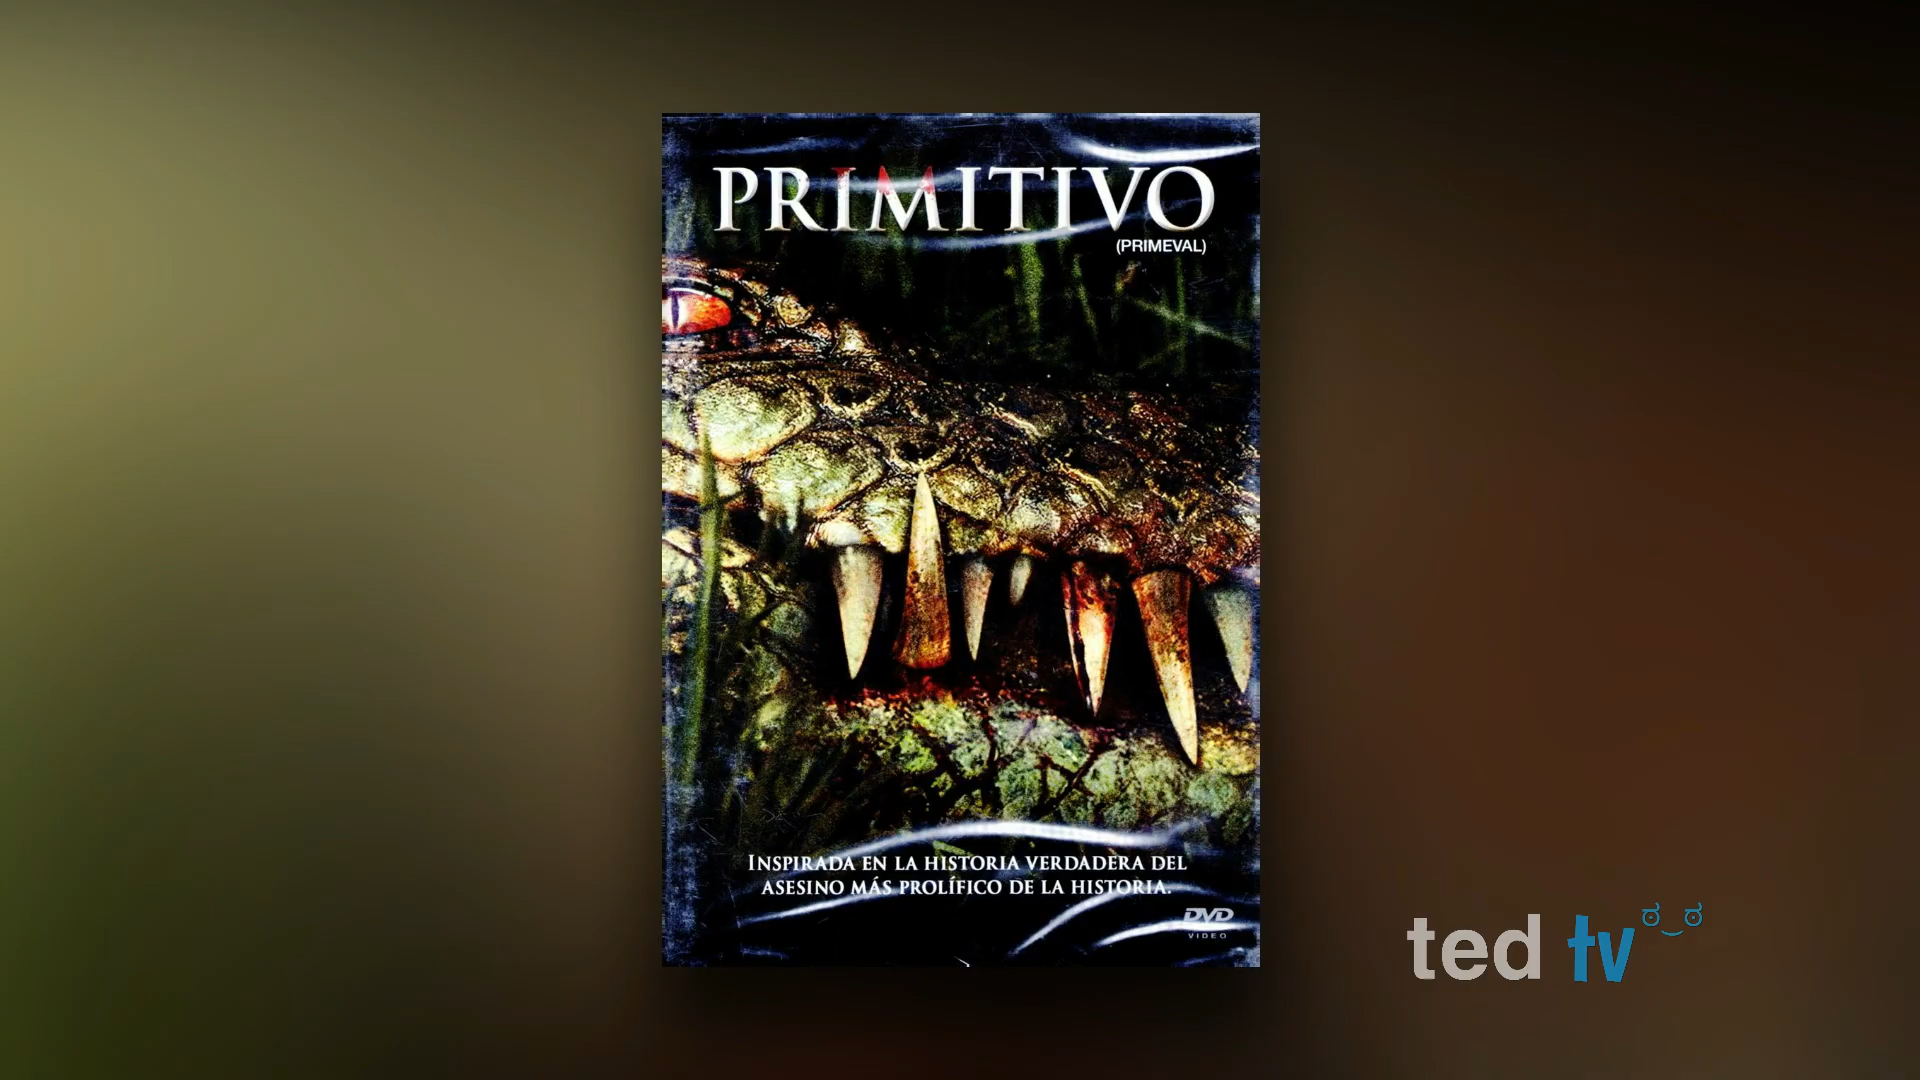 PRIMITIVO
(PRIMEVAL)
INSPIRADA EN LA HISTORIA VERDADERA DEL
ASESINO MÁS PROLÍFICO DE LA HISTORIA.
DVD
VIDEO
ted tv ಠ‿ಠ